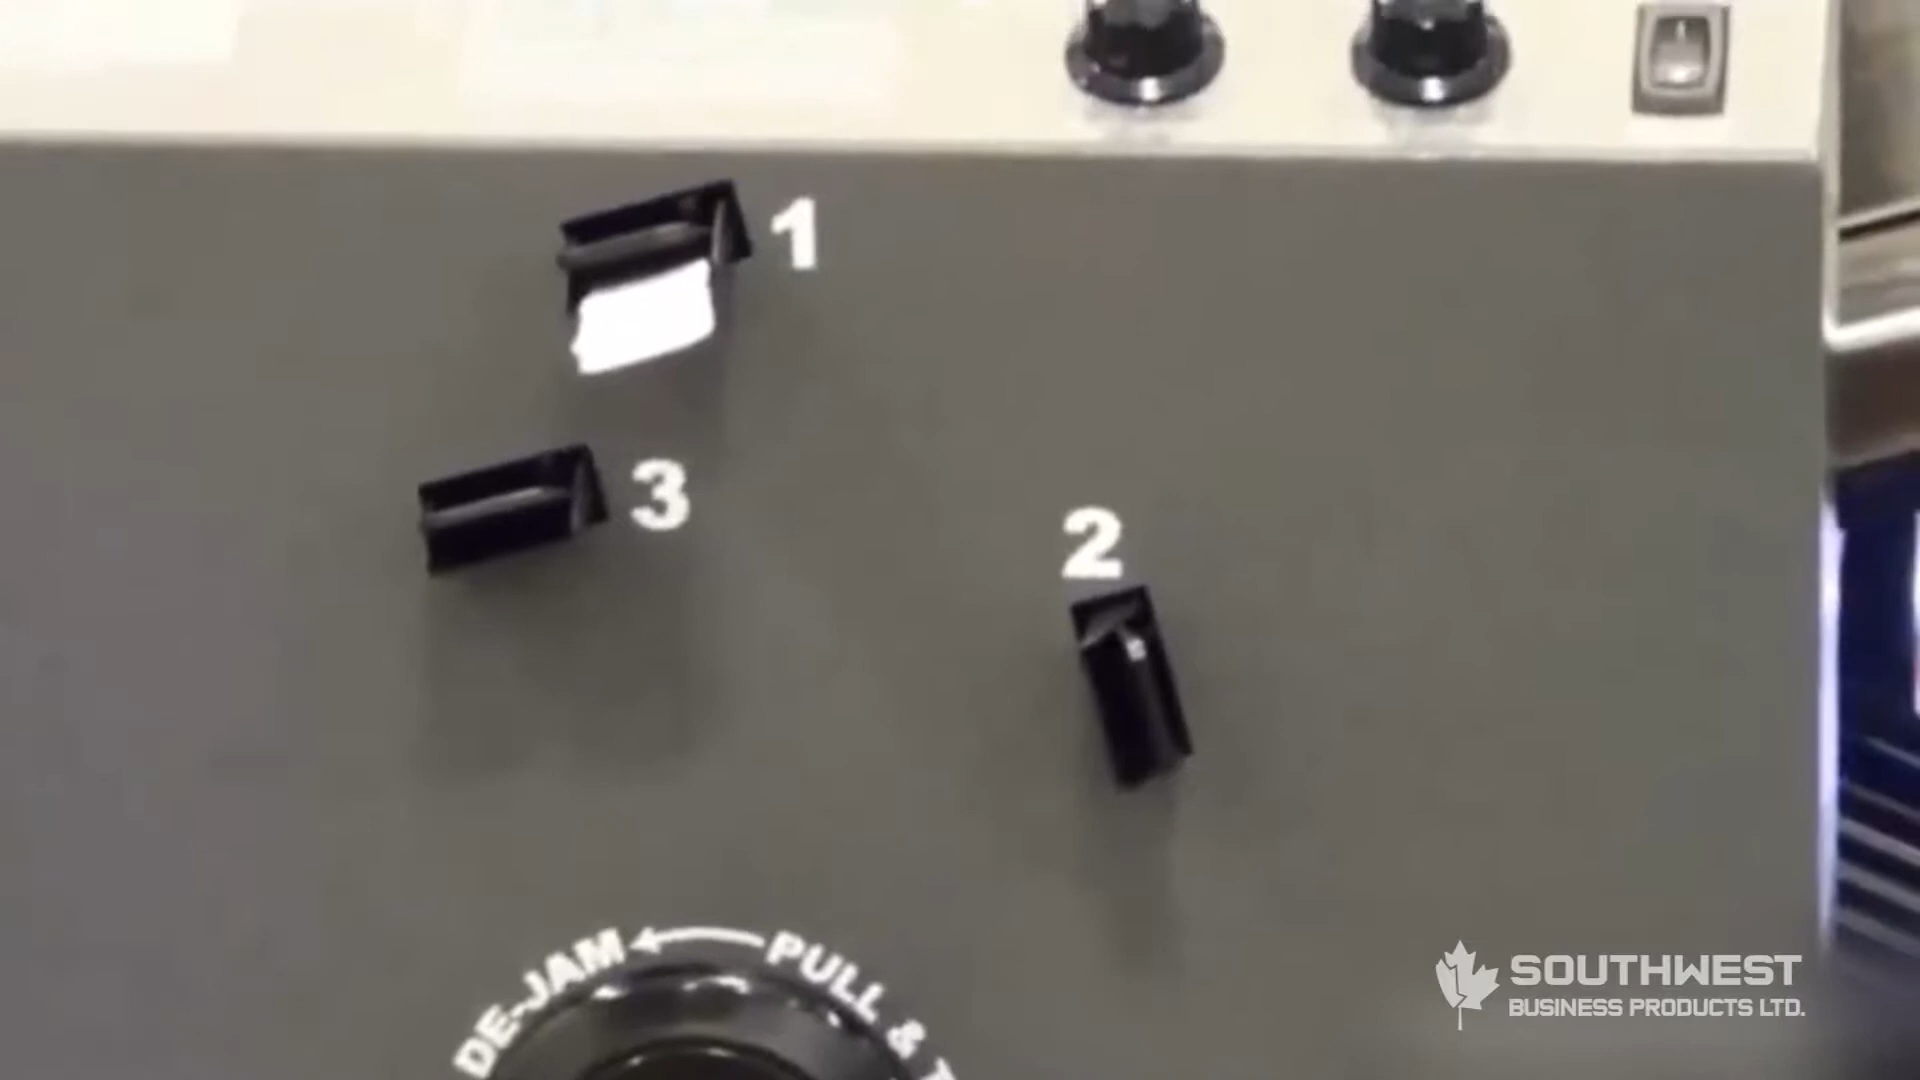 1
3
2
DE-JAM
PULL &
SOUTHWEST
BUSINESS PRODUCTS LTD.